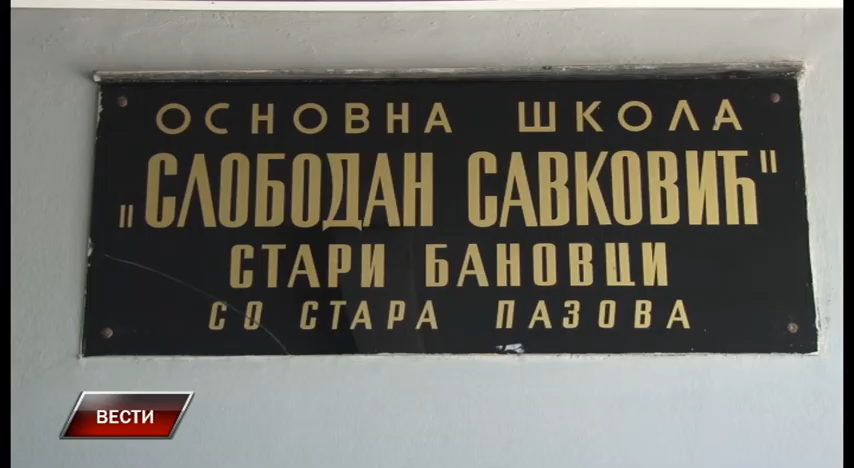 ОСНОВНА ШКОЛА
„СЛОБОДАН САВКОВИЋ"
СТАРИ БАНОВЦИ
СО СТАРА ПАЗОВА
ВЕСТИ